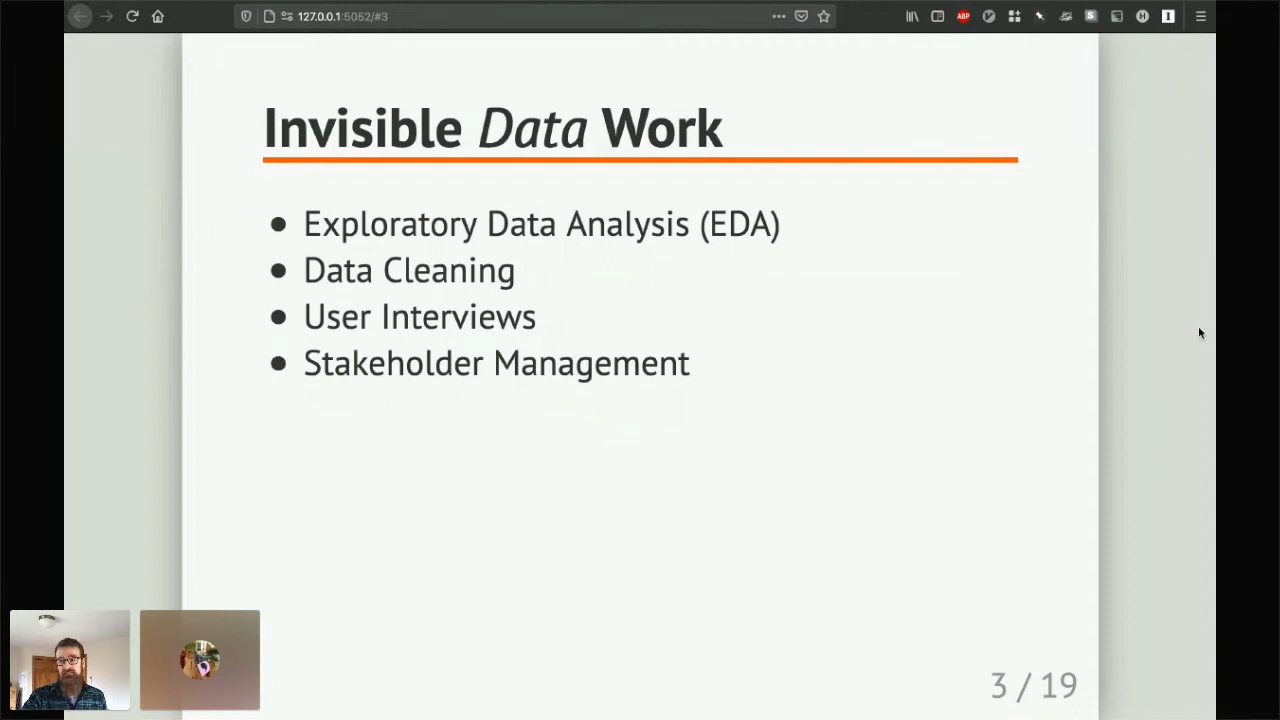 127.0.0.1:5052/#3
ABP
S
H
I
Invisible Data Work
Exploratory Data Analysis (EDA)
Data Cleaning
User Interviews
Stakeholder Management
3 / 19